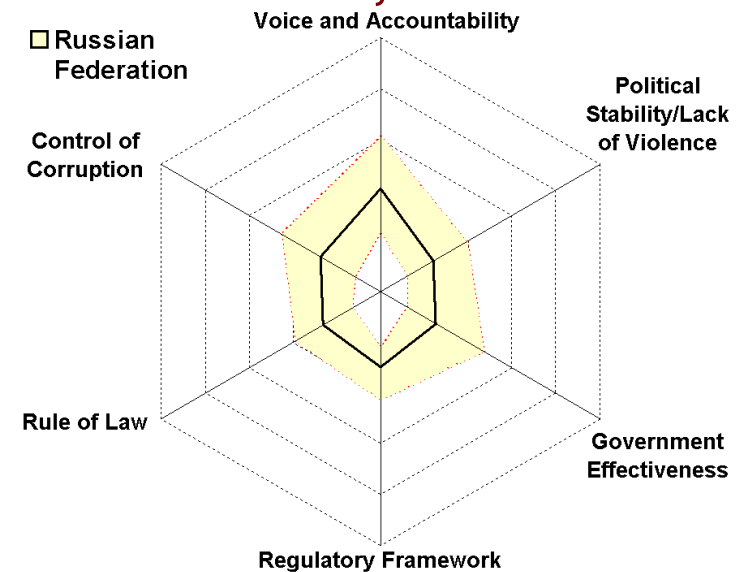 Voice and Accountability
Russian
Federation
Political
Stability/Lack
of Violence
Control of
Corruption
Rule of Law
Government
Effectiveness
Regulatory Framework